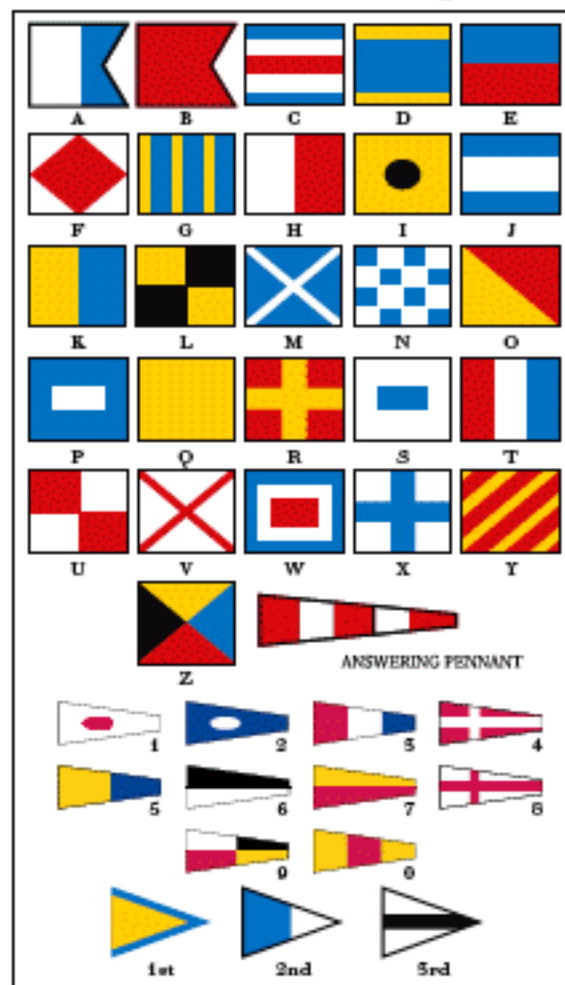 A B C D E
F G H I J
K L M N O
P Q R S T
U V W X Y
Z ANSWERING PENNANT
1 2 3 4
5 6 7 8
9 0
1st 2nd 3rd